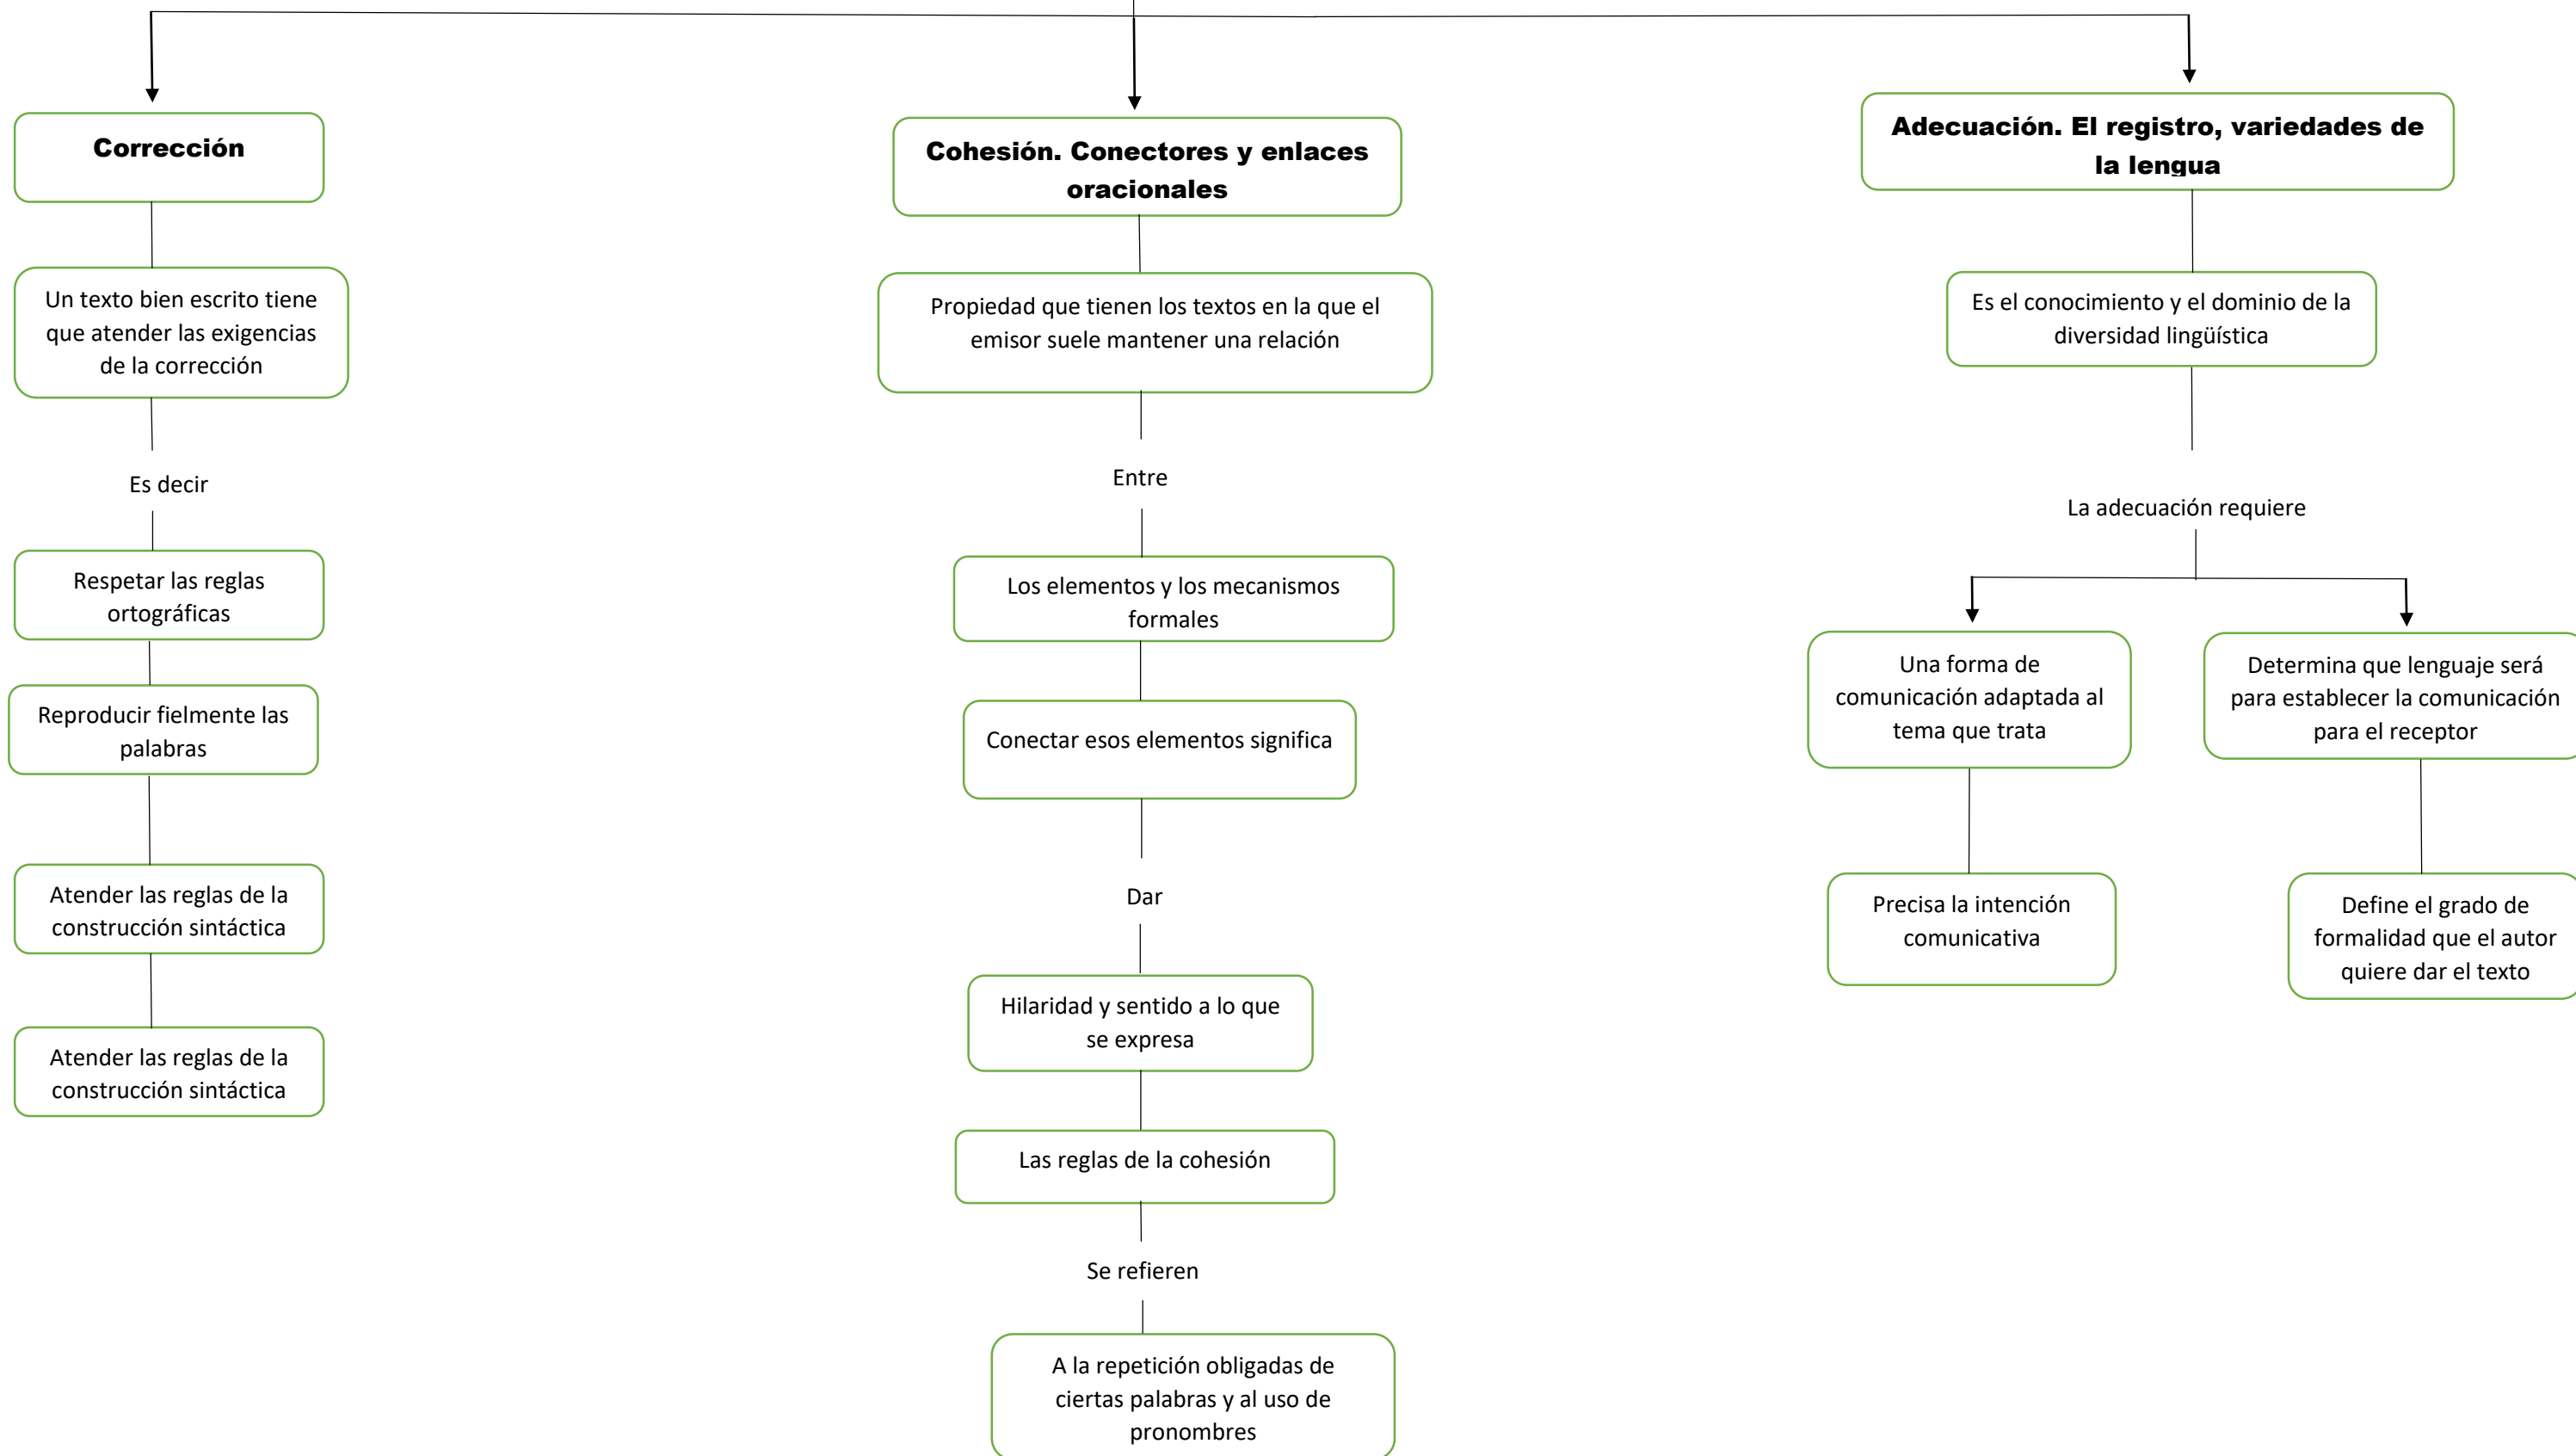 Corrección
Un texto bien escrito tiene
que atender las exigencias
de la corrección
Es decir
Respetar las reglas
ortográficas
Reproducir fielmente las
palabras
Atender las reglas de la
construcción sintáctica
Atender las reglas de la
construcción sintáctica
Cohesión. Conectores y enlaces
oracionales
Propiedad que tienen los textos en la que el
emisor suele mantener una relación
Entre
Los elementos y los mecanismos
formales
Conectar esos elementos significa
Dar
Hilaridad y sentido a lo que
se expresa
Las reglas de la cohesión
Se refieren
A la repetición obligadas de
ciertas palabras y al uso de
pronombres
Adecuación. El registro, variedades de
la lengua
Es el conocimiento y el dominio de la
diversidad lingüística
La adecuación requiere
Una forma de
comunicación adaptada al
tema que trata
Precisa la intención
comunicativa
Determina que lenguaje será
para establecer la comunicación
para el receptor
Define el grado de
formalidad que el autor
quiere dar el texto